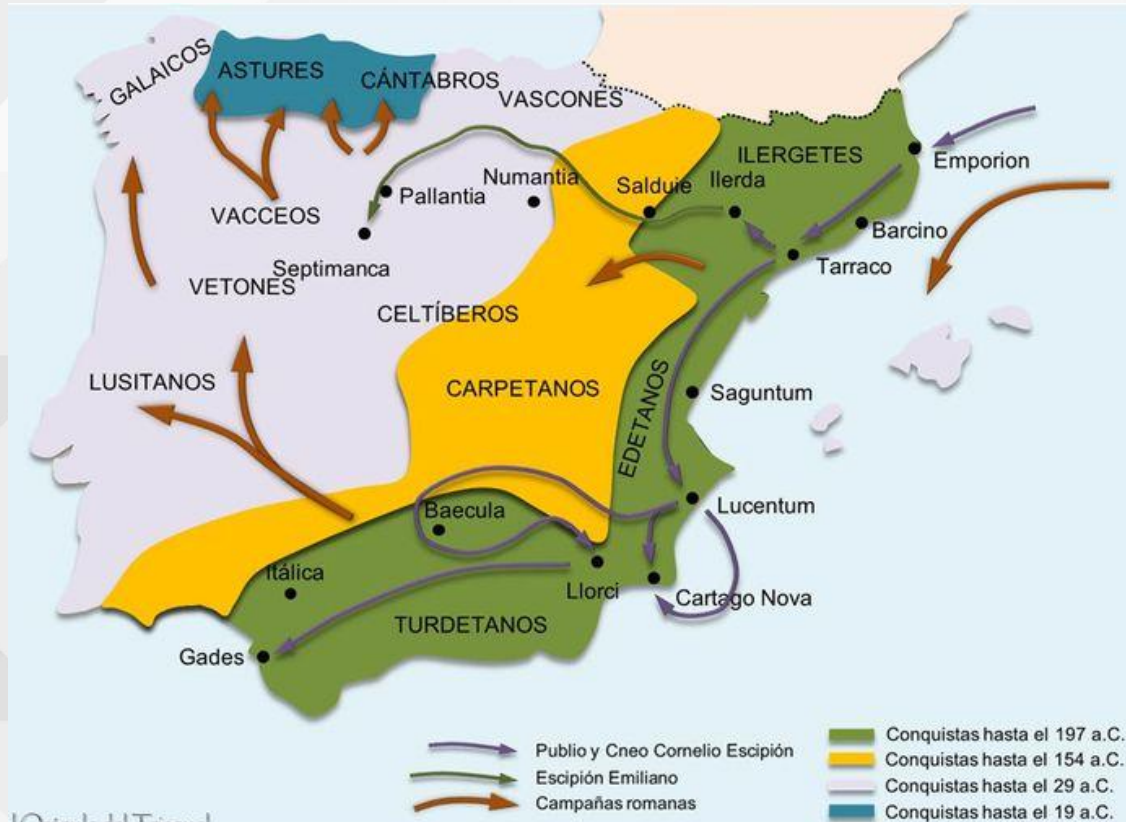 GALAICOS
ASTURES
CÁNTABROS
VASCONES
ILERGETES
Emporion
Pallantia
Numantia
Salduie
Ilerda
VACCEOS
Barcino
Septimanca
Tarraco
VETONES
CELTÍBEROS
LUSITANOS
CARPETANOS
EDETANOS
Saguntum
Baecula
Lucentum
Itálica
Llorci
Cartago Nova
TURDETANOS
Gades
Publio y Cneo Cornelio Escipión
Escipión Emiliano
Campañas romanas
Conquistas hasta el 197 a.C.
Conquistas hasta el 154 a.C.
Conquistas hasta el 29 a.C.
Conquistas hasta el 19 a.C.